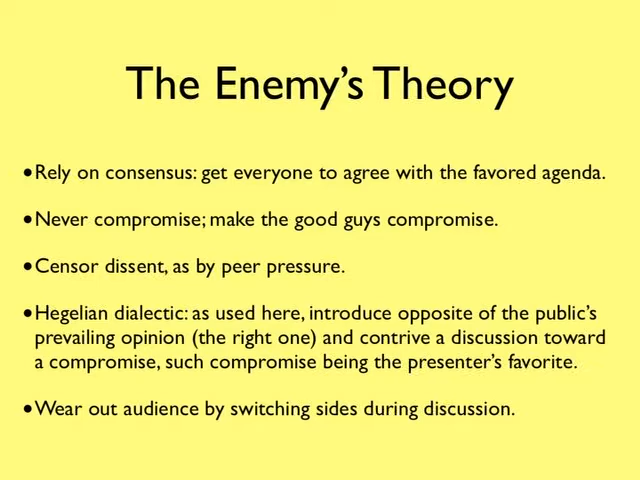 The Enemy’s Theory
•Rely on consensus: get everyone to agree with the favored agenda.
•Never compromise; make the good guys compromise.
•Censor dissent, as by peer pressure.
•Hegelian dialectic: as used here, introduce opposite of the public’s
prevailing opinion (the right one) and contrive a discussion toward
a compromise, such compromise being the presenter’s favorite.
•Wear out audience by switching sides during discussion.